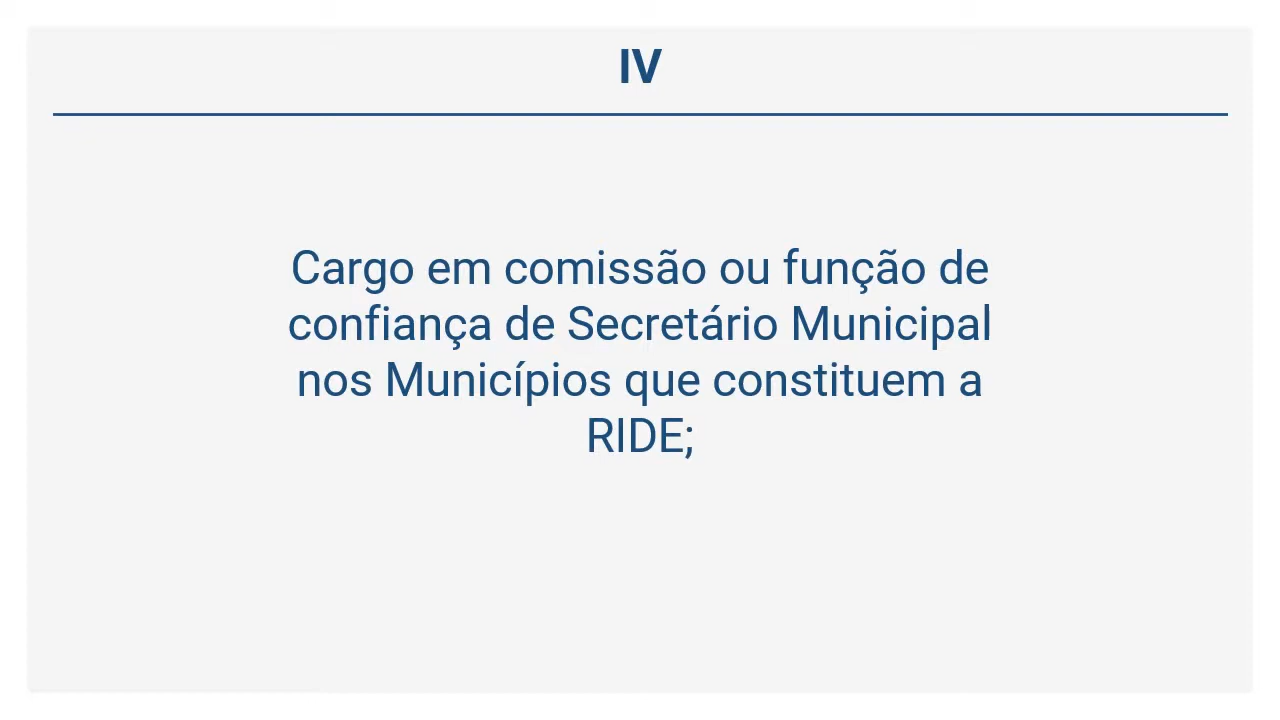 IV
Cargo em comissão ou função de
confiança de Secretário Municipal
nos Municípios que constituem a
RIDE;